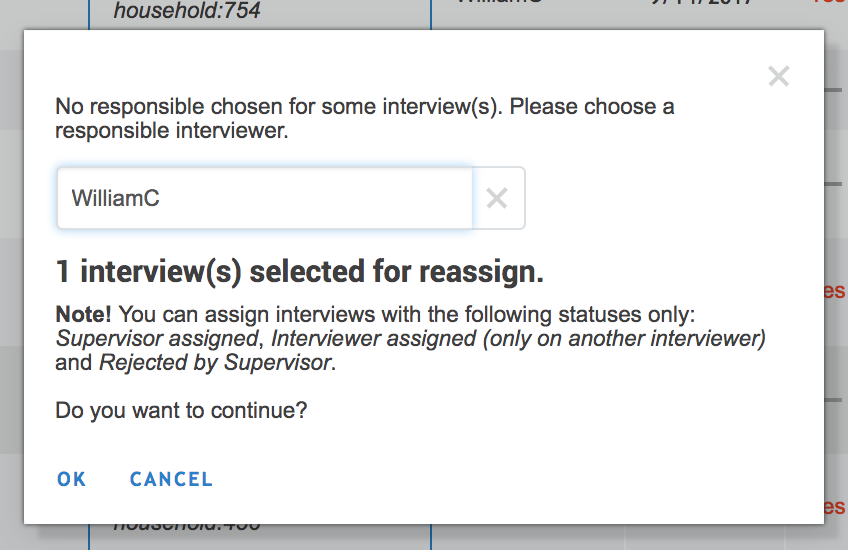 household:754
No responsible chosen for some interview(s). Please choose a
responsible interviewer.
WilliamC
1 interview(s) selected for reassign.
Note! You can assign interviews with the following statuses only:
Supervisor assigned, Interviewer assigned (only on another interviewer)
and Rejected by Supervisor.
Do you want to continue?
OK CANCEL